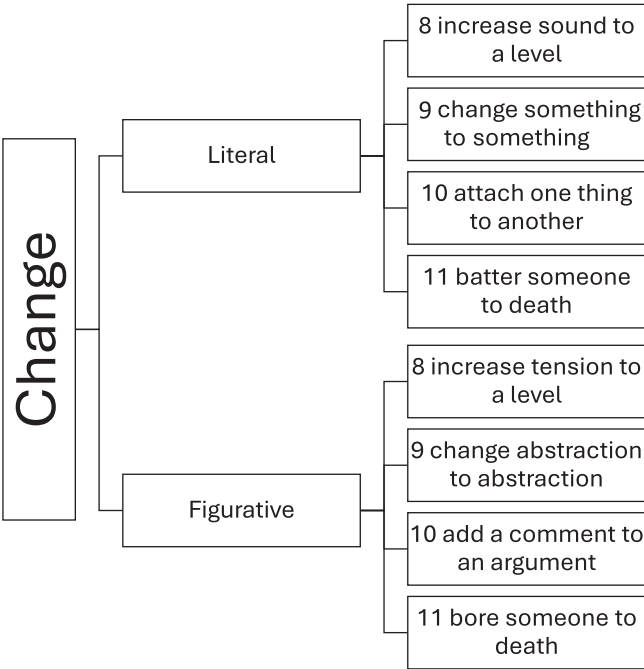 Change
Literal
8 increase sound to
a level
9 change something
to something
10 attach one thing
to another
11 batter someone
to death
Figurative
8 increase tension to
a level
9 change abstraction
to abstraction
10 add a comment to
an argument
11 bore someone to
death